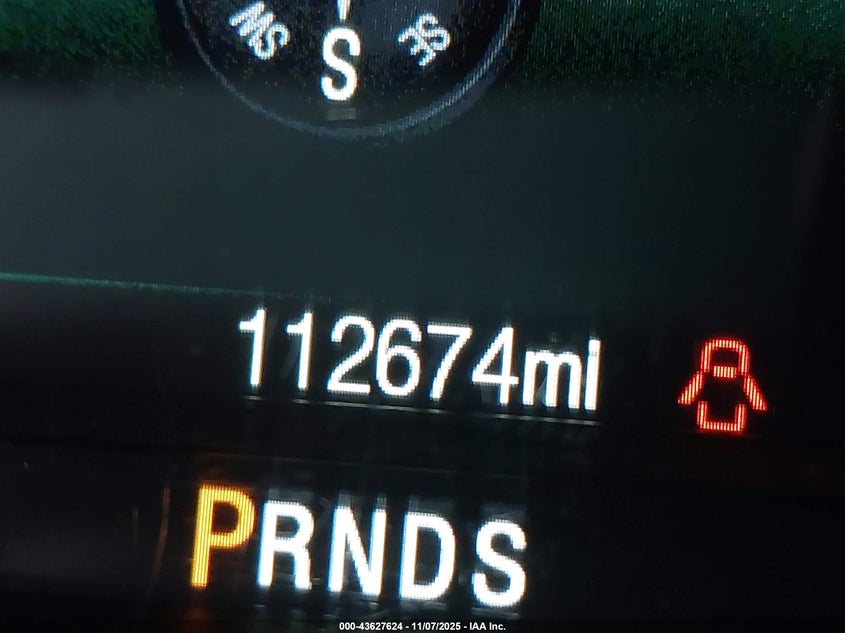 SW S SE
112674mi
PRNDS
000-43627624 - 11/07/2025 - IAA Inc.